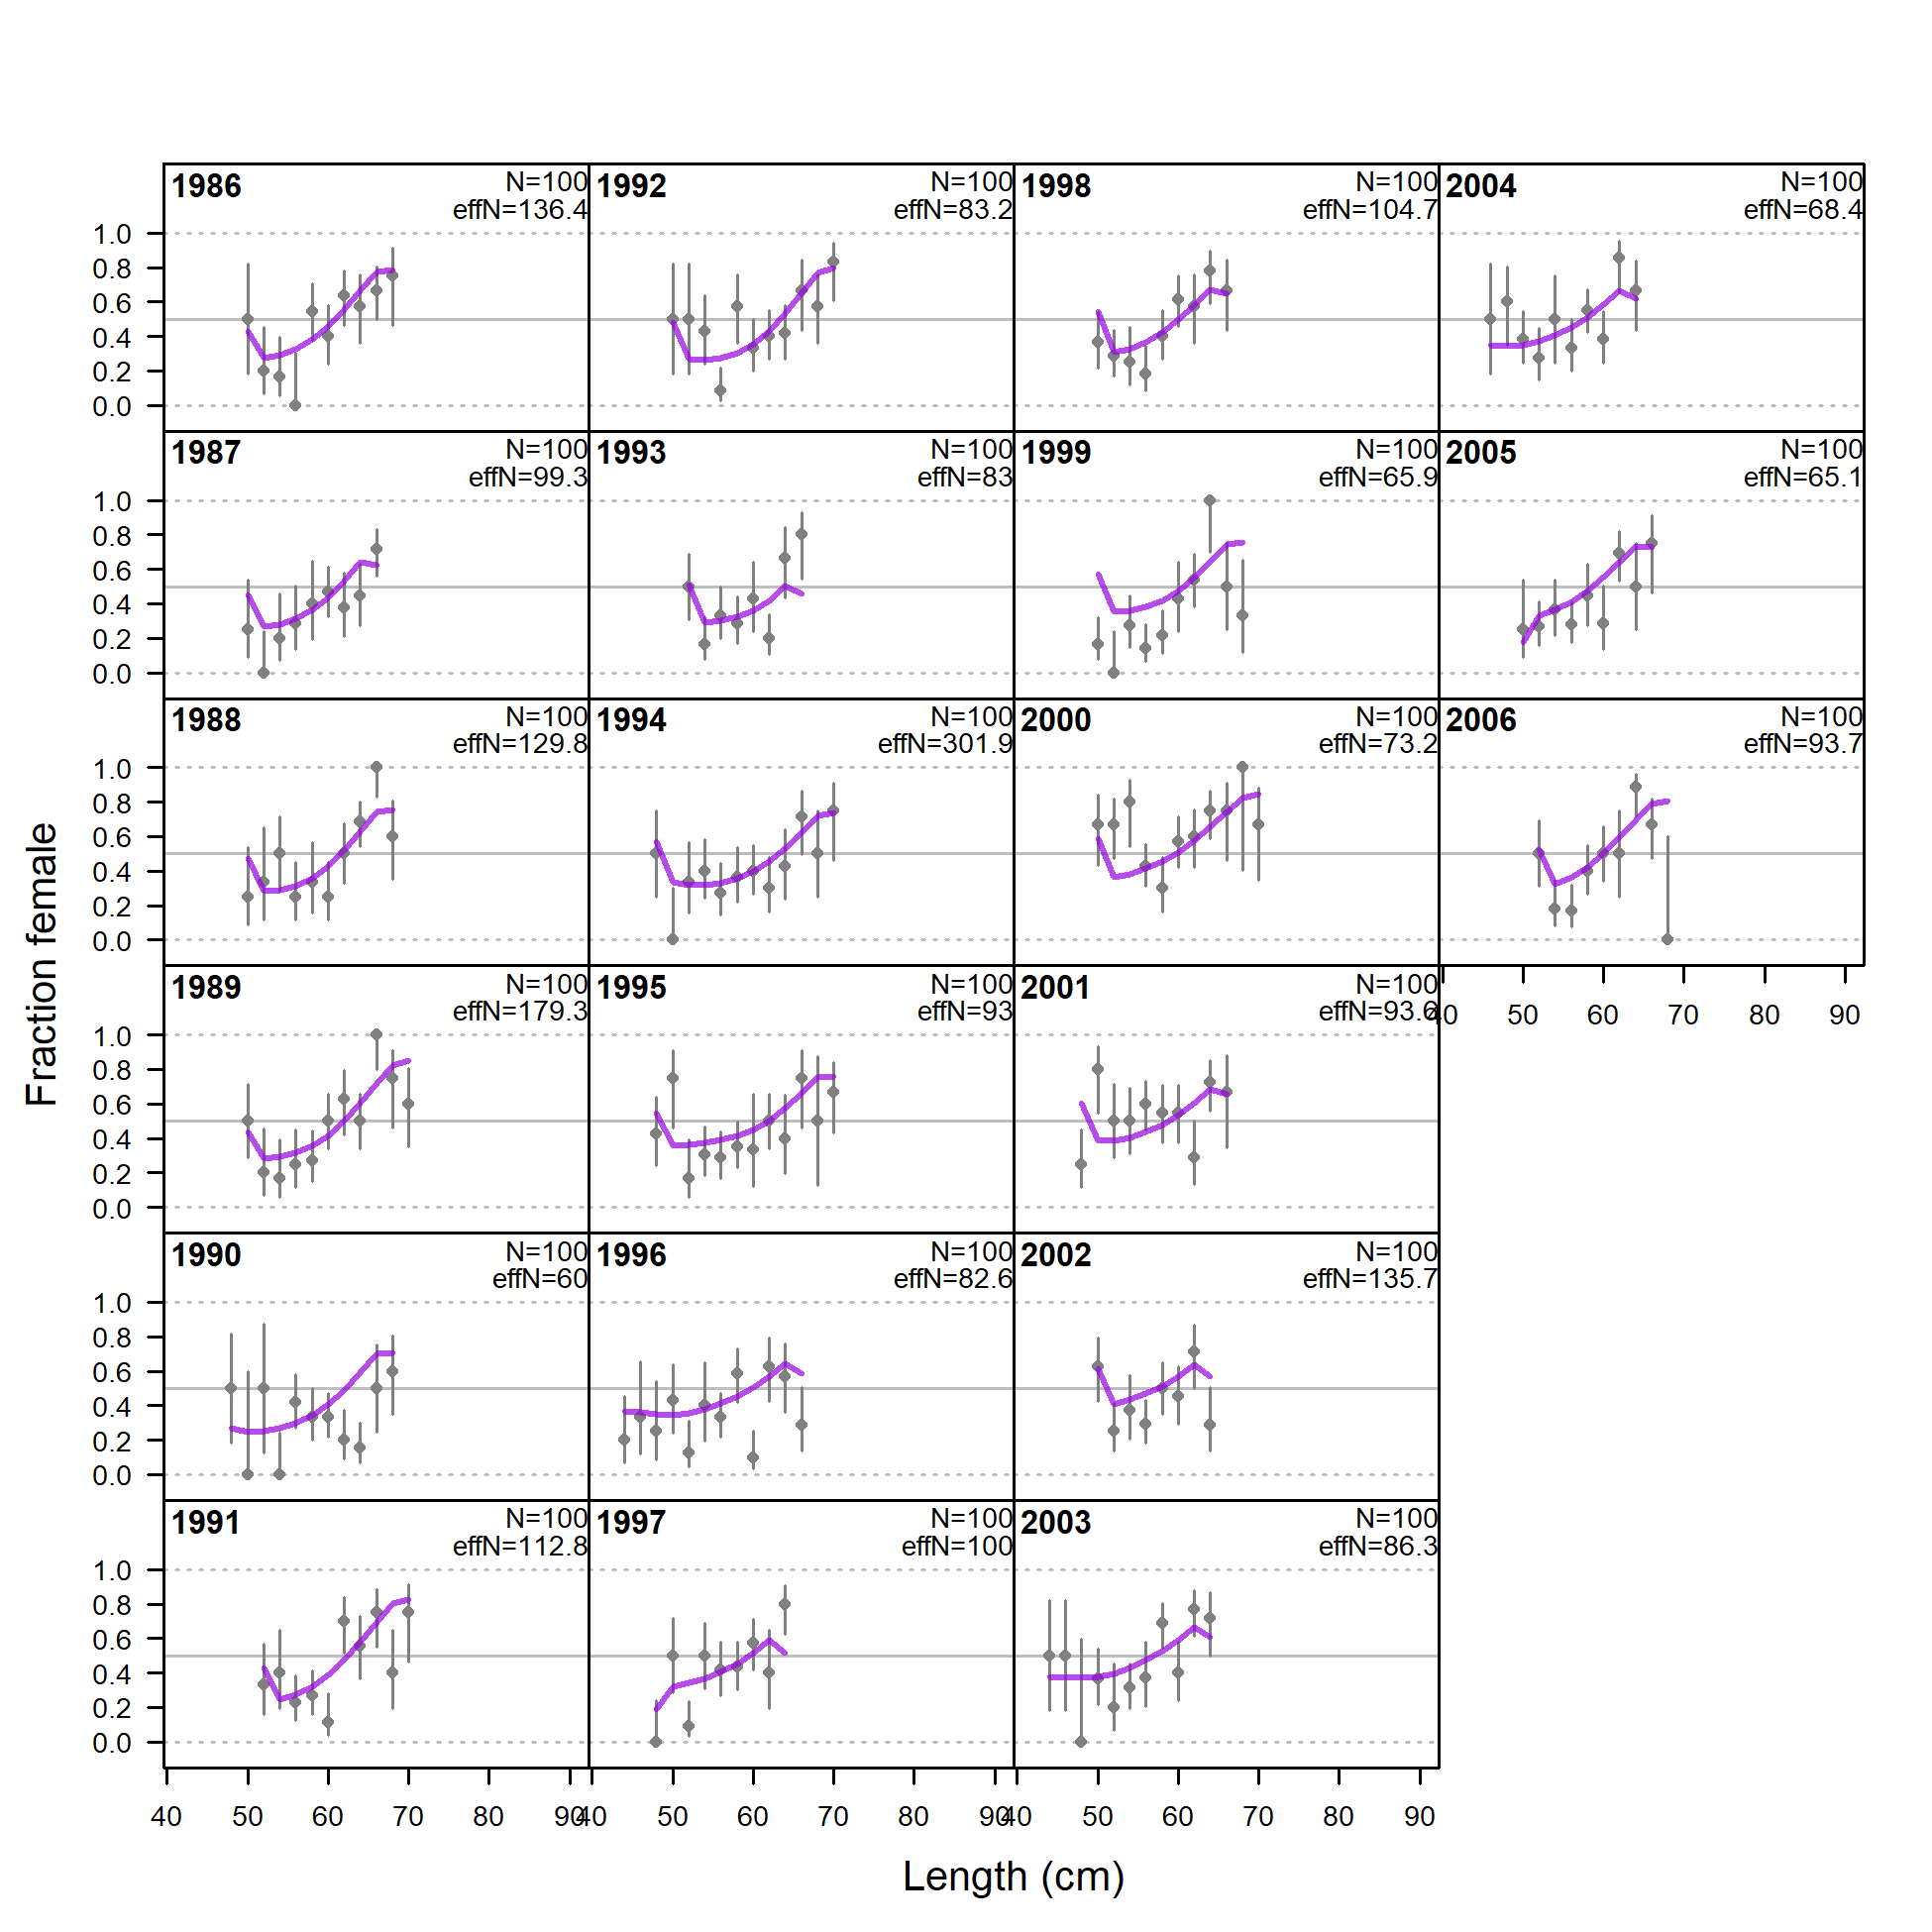 1986 N=100 1992 N=100 1998 N=100 2004 N=100
effN=136.4 effN=83.2 effN=104.7 effN=68.4
1.0
0.8
0.6
0.4
0.2
0.0
1987 N=100 1993 N=100 1999 N=100 2005 N=100
effN=99.3 effN=83 effN=65.9 effN=65.1
1.0
0.8
0.6
0.4
0.2
0.0
1988 N=100 1994 N=100 2000 N=100 2006 N=100
effN=129.8 effN=301.9 effN=73.2 effN=93.7
1.0
0.8
0.6
0.4
0.2
0.0
Fraction female
1989 N=100 1995 N=100 2001 N=100
effN=179.3 effN=93 effN=93.6 40 50 60 70 80 90
1.0
0.8
0.6
0.4
0.2
0.0
1990 N=100 1996 N=100 2002 N=100
effN=60 effN=82.6 effN=135.7
1.0
0.8
0.6
0.4
0.2
0.0
1991 N=100 1997 N=100 2003 N=100
effN=112.8 effN=100 effN=86.3
1.0
0.8
0.6
0.4
0.2
0.0
40 50 60 70 80 90 40 50 60 70 80 90 40 50 60 70 80 90
Length (cm)